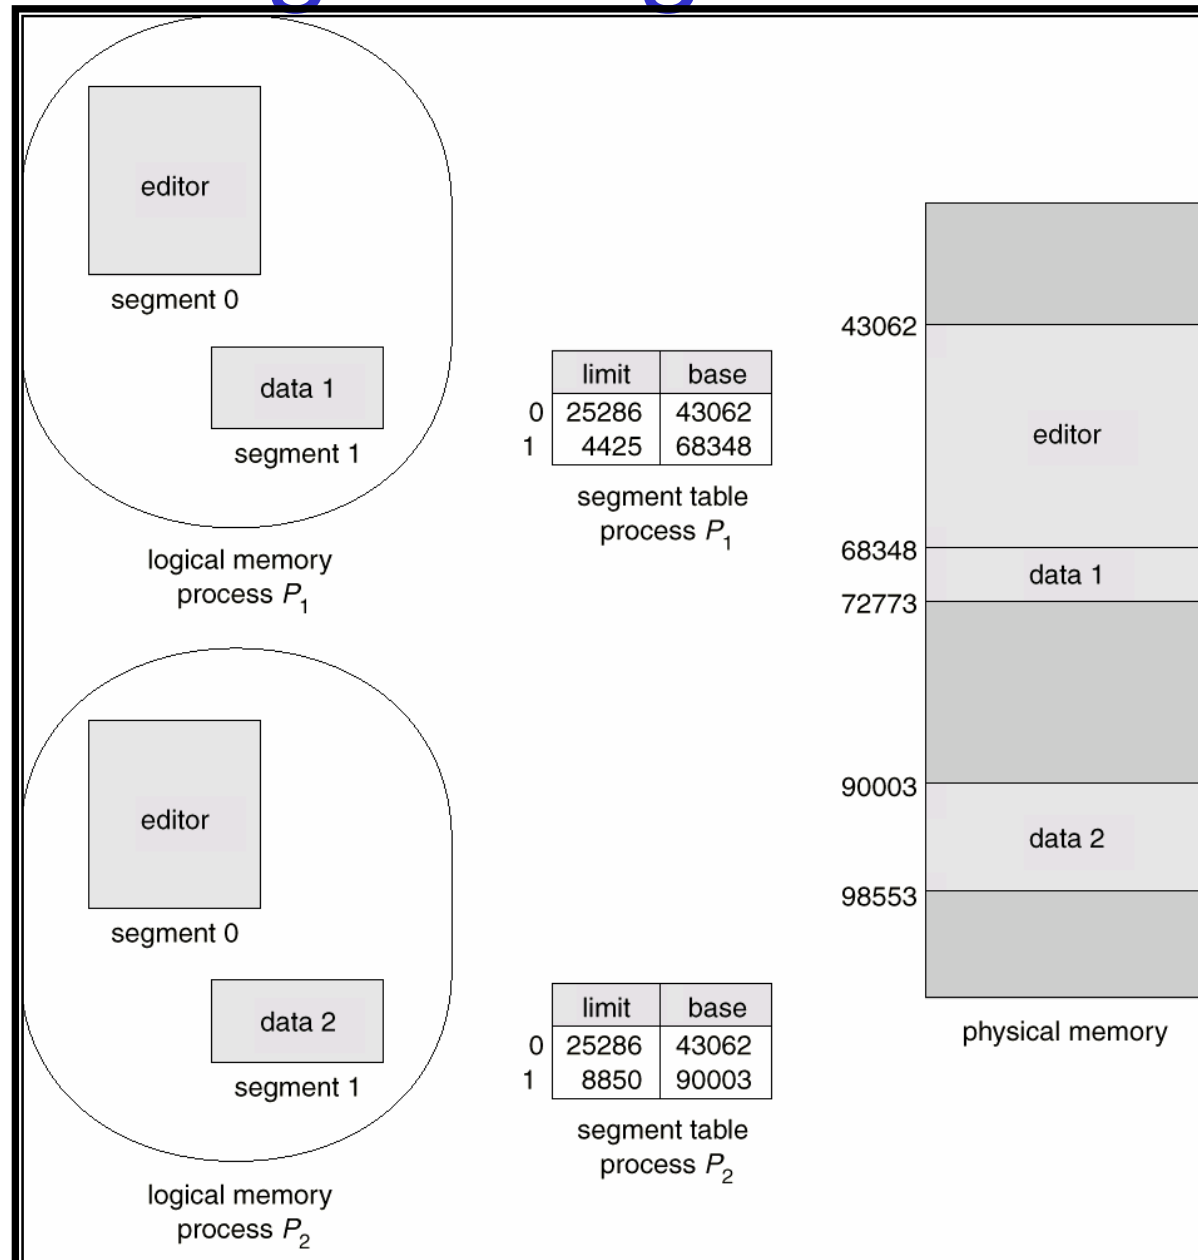 editor
segment 0
data 1
segment 1
logical memory
process P1
limit base
0 25286 43062
1 4425 68348
segment table
process P1
editor
segment 0
data 2
segment 1
logical memory
process P2
limit base
0 25286 43062
1 8850 90003
segment table
process P2
43062
editor
68348
data 1
72773
90003
data 2
98553
physical memory